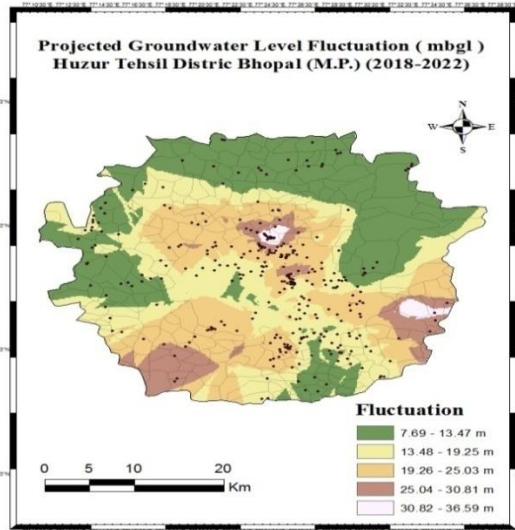 Projected Groundwater Level Fluctuation ( mbgl )
Huzur Tehsil Distric Bhopal (M.P.) (2018-2022)
N
W E
S
Fluctuation
7.69 - 13.47 m
13.48 - 19.25 m
19.26 - 25.03 m
25.04 - 30.81 m
30.82 - 36.59 m
0 5 10 20
Km